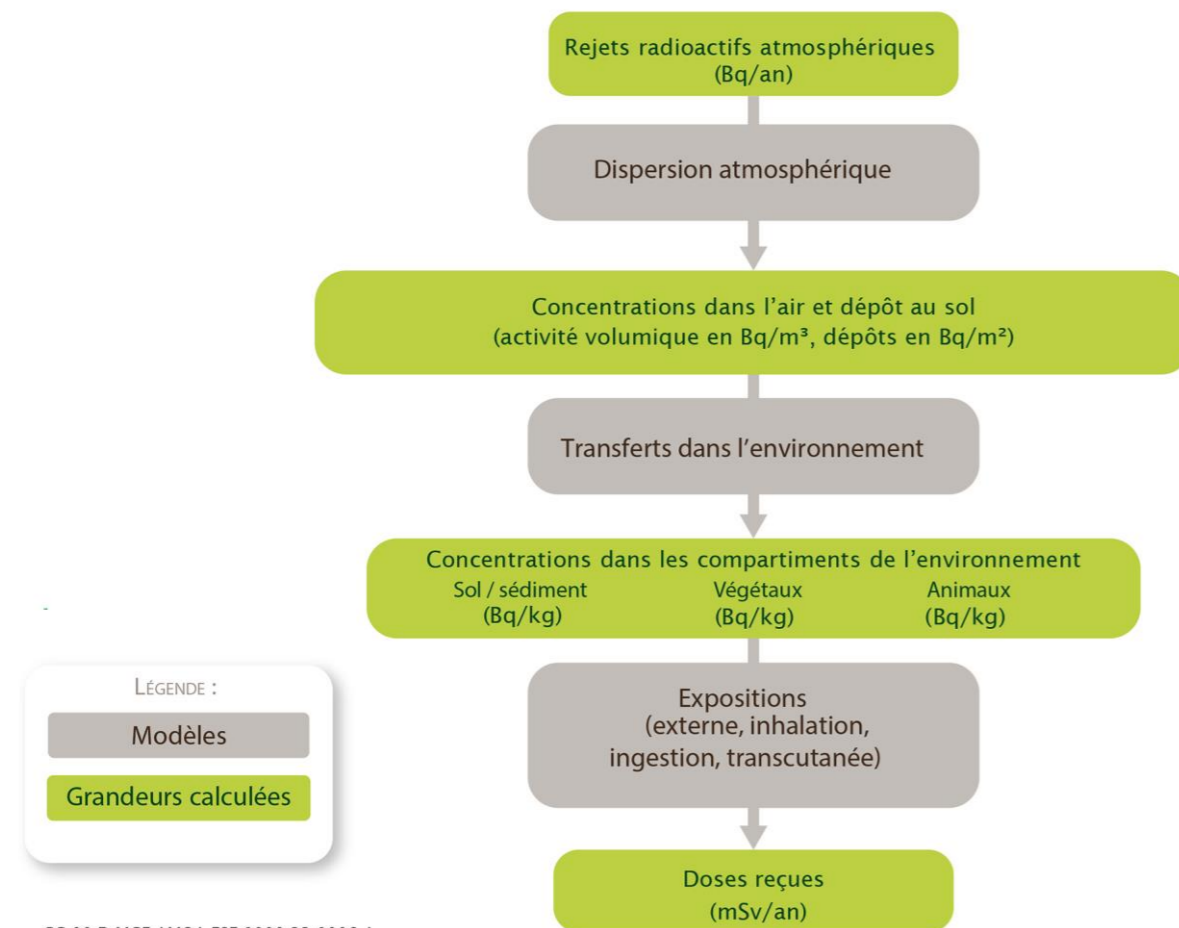 Rejets radioactifs atmosphériques
(Bq/an)
Dispersion atmosphérique
Concentrations dans l'air et dépôt au sol
(activité volumique en Bq/m³, dépôts en Bq/m²)
Transferts dans l'environnement
Concentrations dans les compartiments de l'environnement
Sol / sédiment Végétaux Animaux
(Bq/kg) (Bq/kg) (Bq/kg)
LÉGENDE :
Modèles
Grandeurs calculées
Expositions
(externe, inhalation,
ingestion, transcutanée)
Doses reçues
(mSv/an)